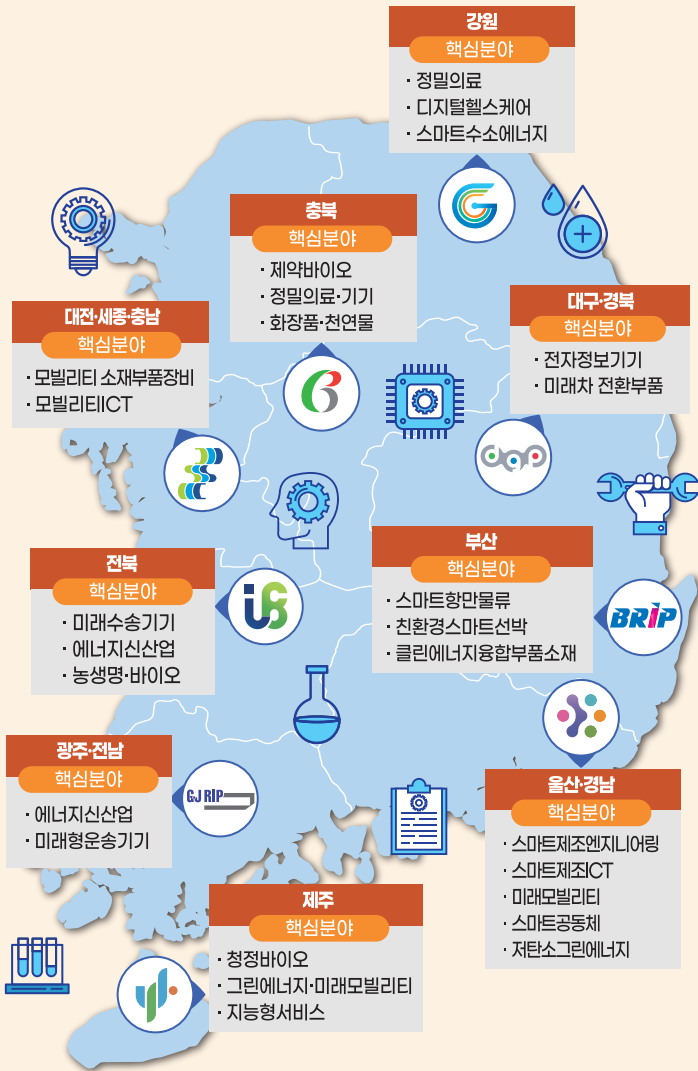 강원
핵심분야
· 정밀의료
· 디지털헬스케어
· 스마트수소에너지
충북
핵심분야
· 제약바이오
· 정밀의료·기기
· 화장품·천연물
대전·세종·충남
핵심분야
· 모빌리티 소재부품장비
· 모빌리티ICT
대구·경북
핵심분야
· 전자정보기기
· 미래차 전환부품
dgp
전북
핵심분야
· 미래수송기기
· 에너지신산업
· 농생명·바이오
부산
핵심분야
· 스마트항만물류
· 친환경스마트선박
· 클린에너지융합부품소재
BRIP
광주·전남
핵심분야
· 에너지신산업
· 미래형운송기기
GJ RIP
울산·경남
핵심분야
· 스마트제조엔지니어링
· 스마트제조ICT
· 미래모빌리티
· 스마트공동체
· 저탄소그린에너지
제주
핵심분야
· 청정바이오
· 그린에너지·미래모빌리티
· 지능형서비스